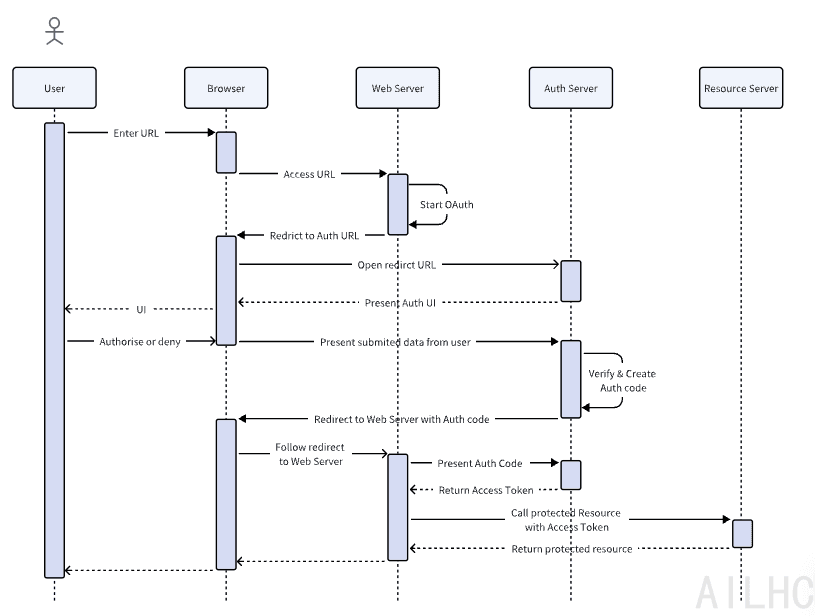 User
Browser
Web Server
Auth Server
Resource Server
Enter URL
Access URL
Start OAuth
Redrict to Auth URL
Open redirct URL
Present Auth UI
UI
Authorise or deny
Present submited data from user
Verify & Create
Auth code
Redirect to Web Server with Auth code
Follow redirect
to Web Server
Present Auth Code
Return Access Token
Call protected Resource
with Access Token
Return protected resource
AILHC